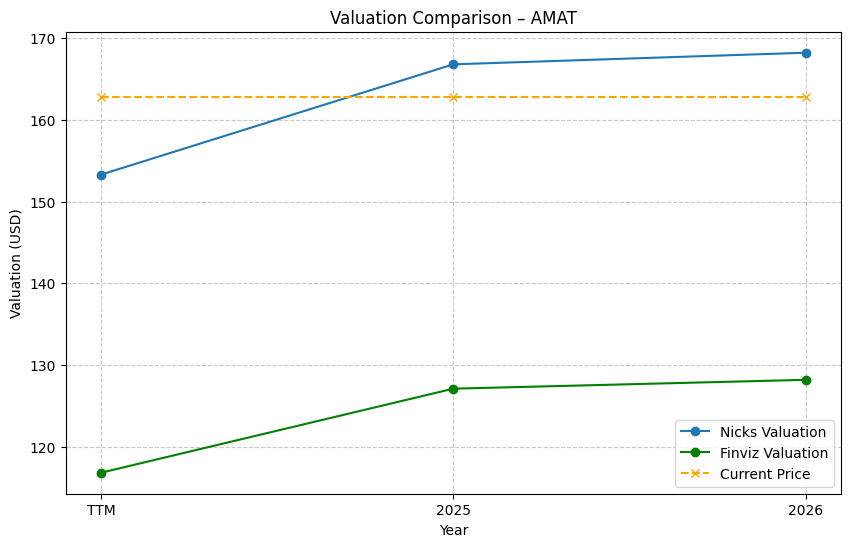 Valuation Comparison – AMAT
170
160
150
140
130
120
Valuation (USD)
TTM
2025
2026
Year
Nicks Valuation
Finviz Valuation
Current Price